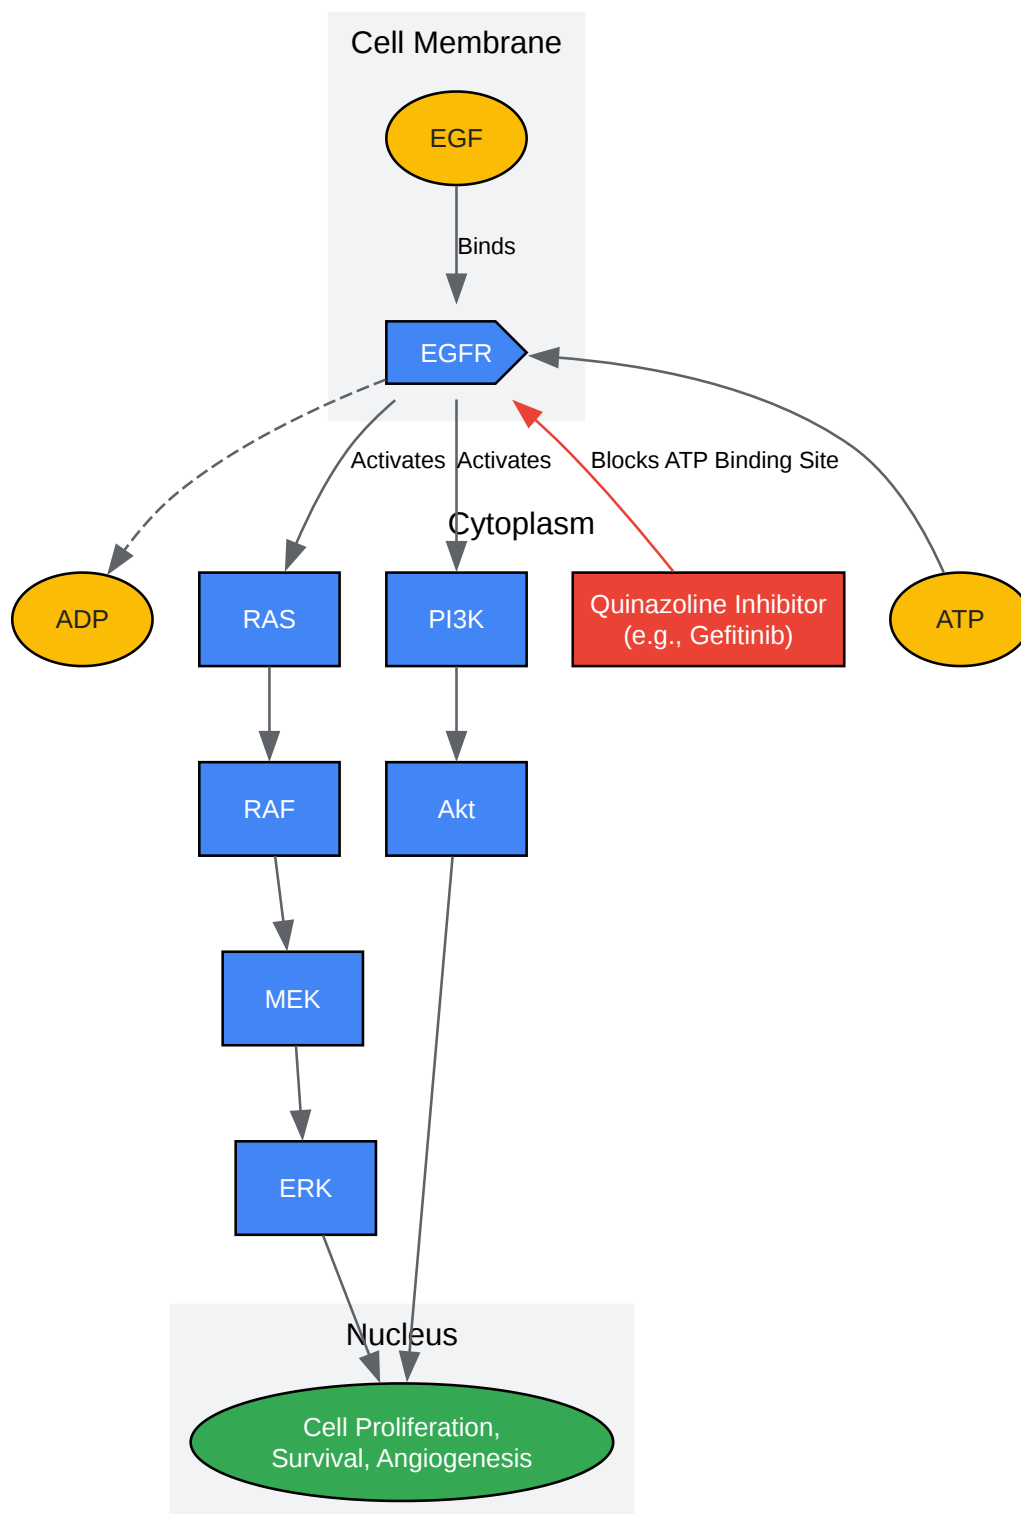 Cell Membrane
EGF
Binds
EGFR
Activates
Activates
Blocks ATP Binding Site
Cytoplasm
ADP
RAS
PI3K
Quinazoline Inhibitor
(e.g., Gefitinib)
ATP
RAF
Akt
MEK
ERK
Nucleus
Cell Proliferation,
Survival, Angiogenesis